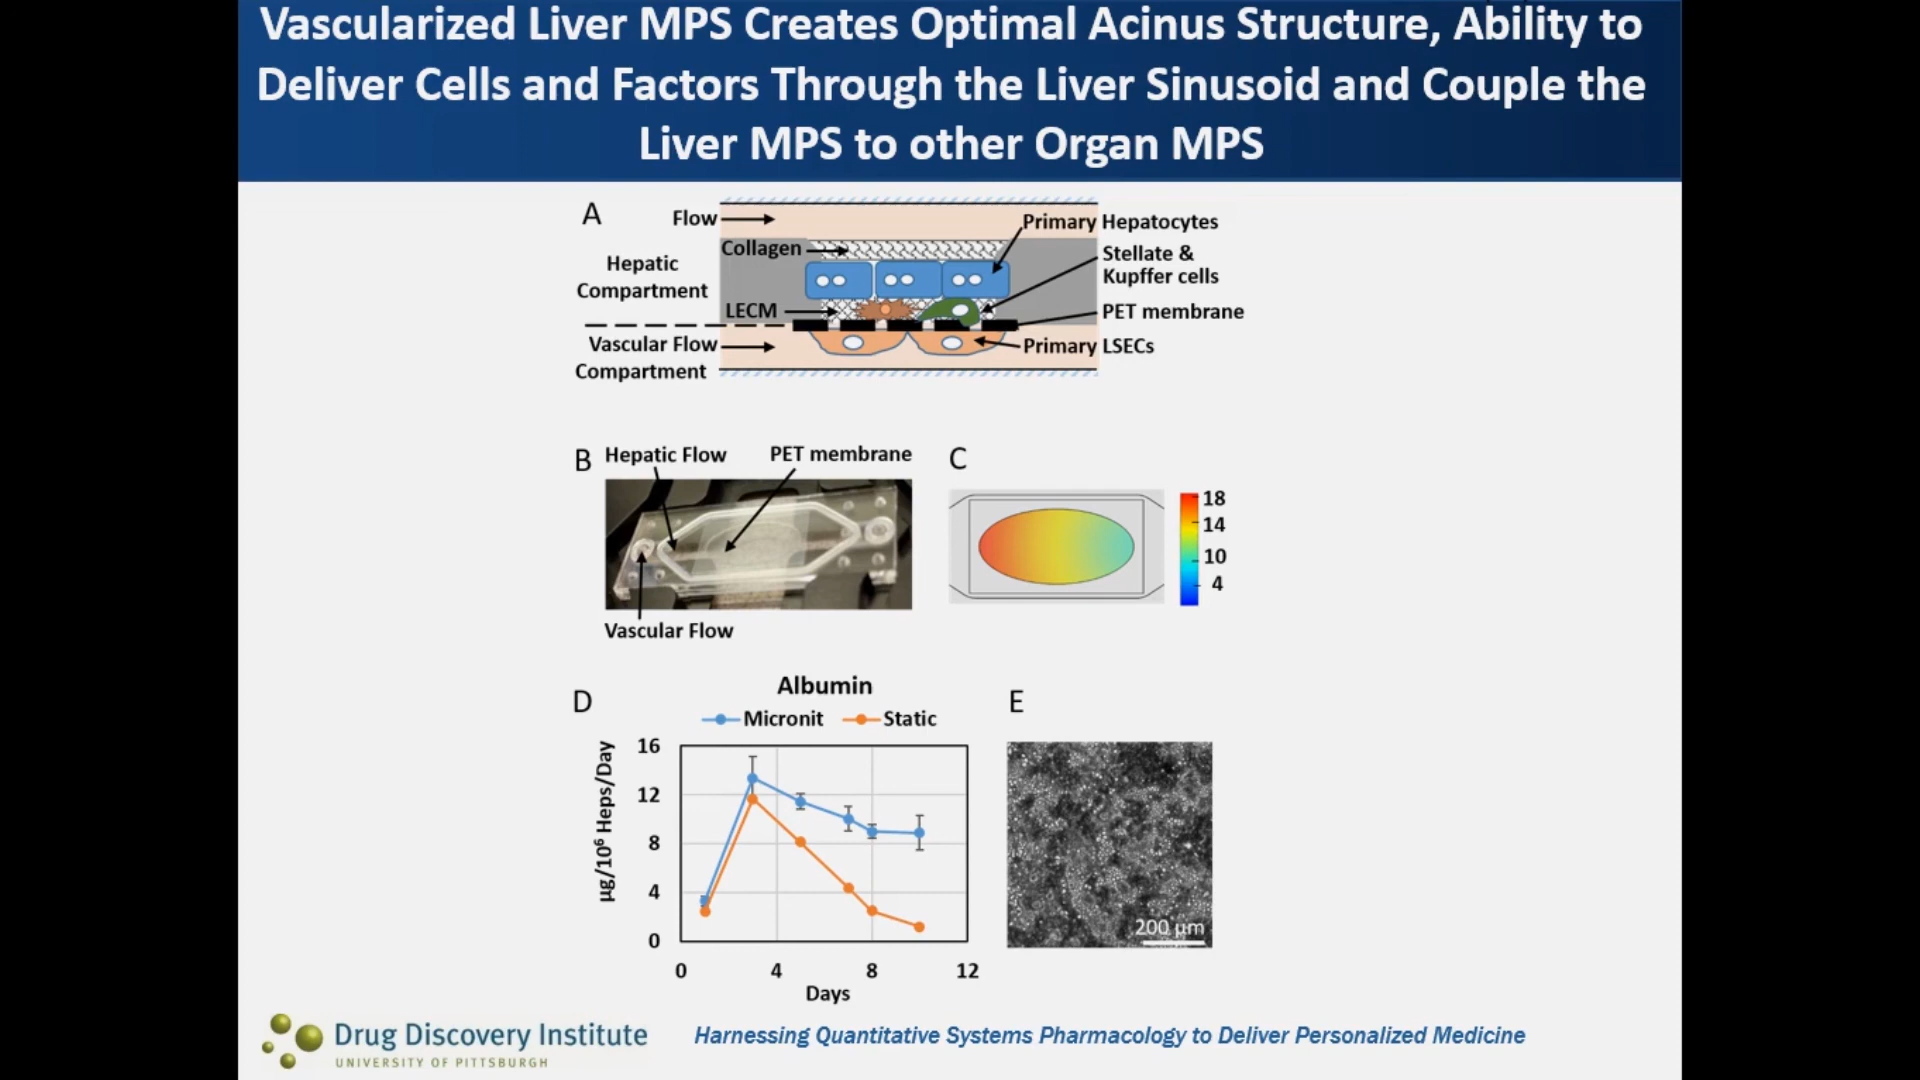 Vascularized Liver MPS Creates Optimal Acinus Structure, Ability to
Deliver Cells and Factors Through the Liver Sinusoid and Couple the
Liver MPS to other Organ MPS
A
Flow
Primary Hepatocytes
Collagen
Stellate &
Kupffer cells
Hepatic
Compartment
LECM
PET membrane
Vascular Flow
Compartment
Primary LSECs
B
Hepatic Flow
PET membrane
Vascular Flow
C
18
14
10
4
D
Albumin
Micronit
Static
µg/10⁶ Heps/Day
16
12
8
4
0
0 4 8 12
Days
E
200 µm
Drug Discovery Institute
UNIVERSITY OF PITTSBURGH
Harnessing Quantitative Systems Pharmacology to Deliver Personalized Medicine